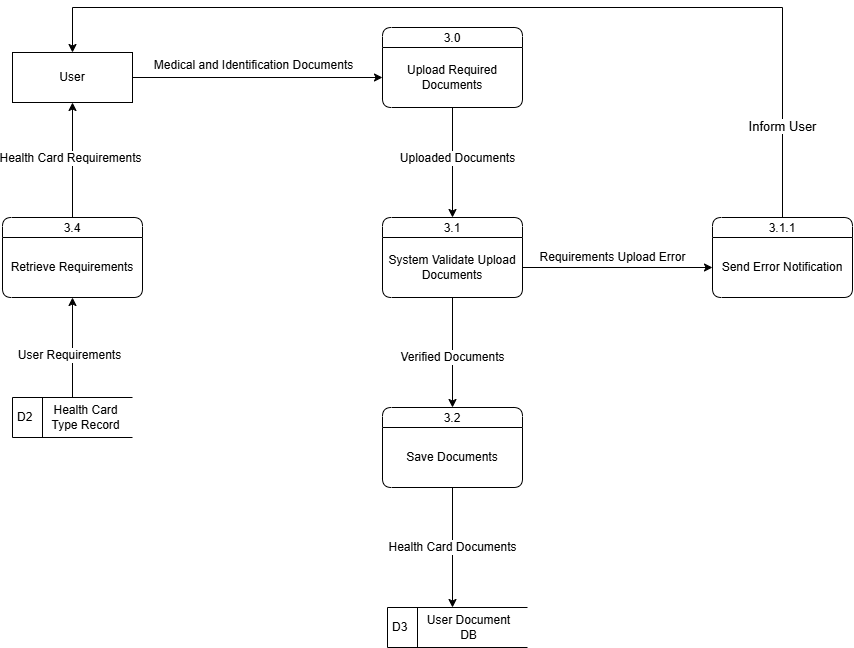 3.0
User
Medical and Identification Documents
Upload Required
Documents
Inform User
Health Card Requirements
Uploaded Documents
3.4
3.1
3.1.1
Retrieve Requirements
System Validate Upload
Documents
Requirements Upload Error
Send Error Notification
User Requirements
Verified Documents
D2
Health Card
Type Record
3.2
Save Documents
Health Card Documents
D3
User Document
DB